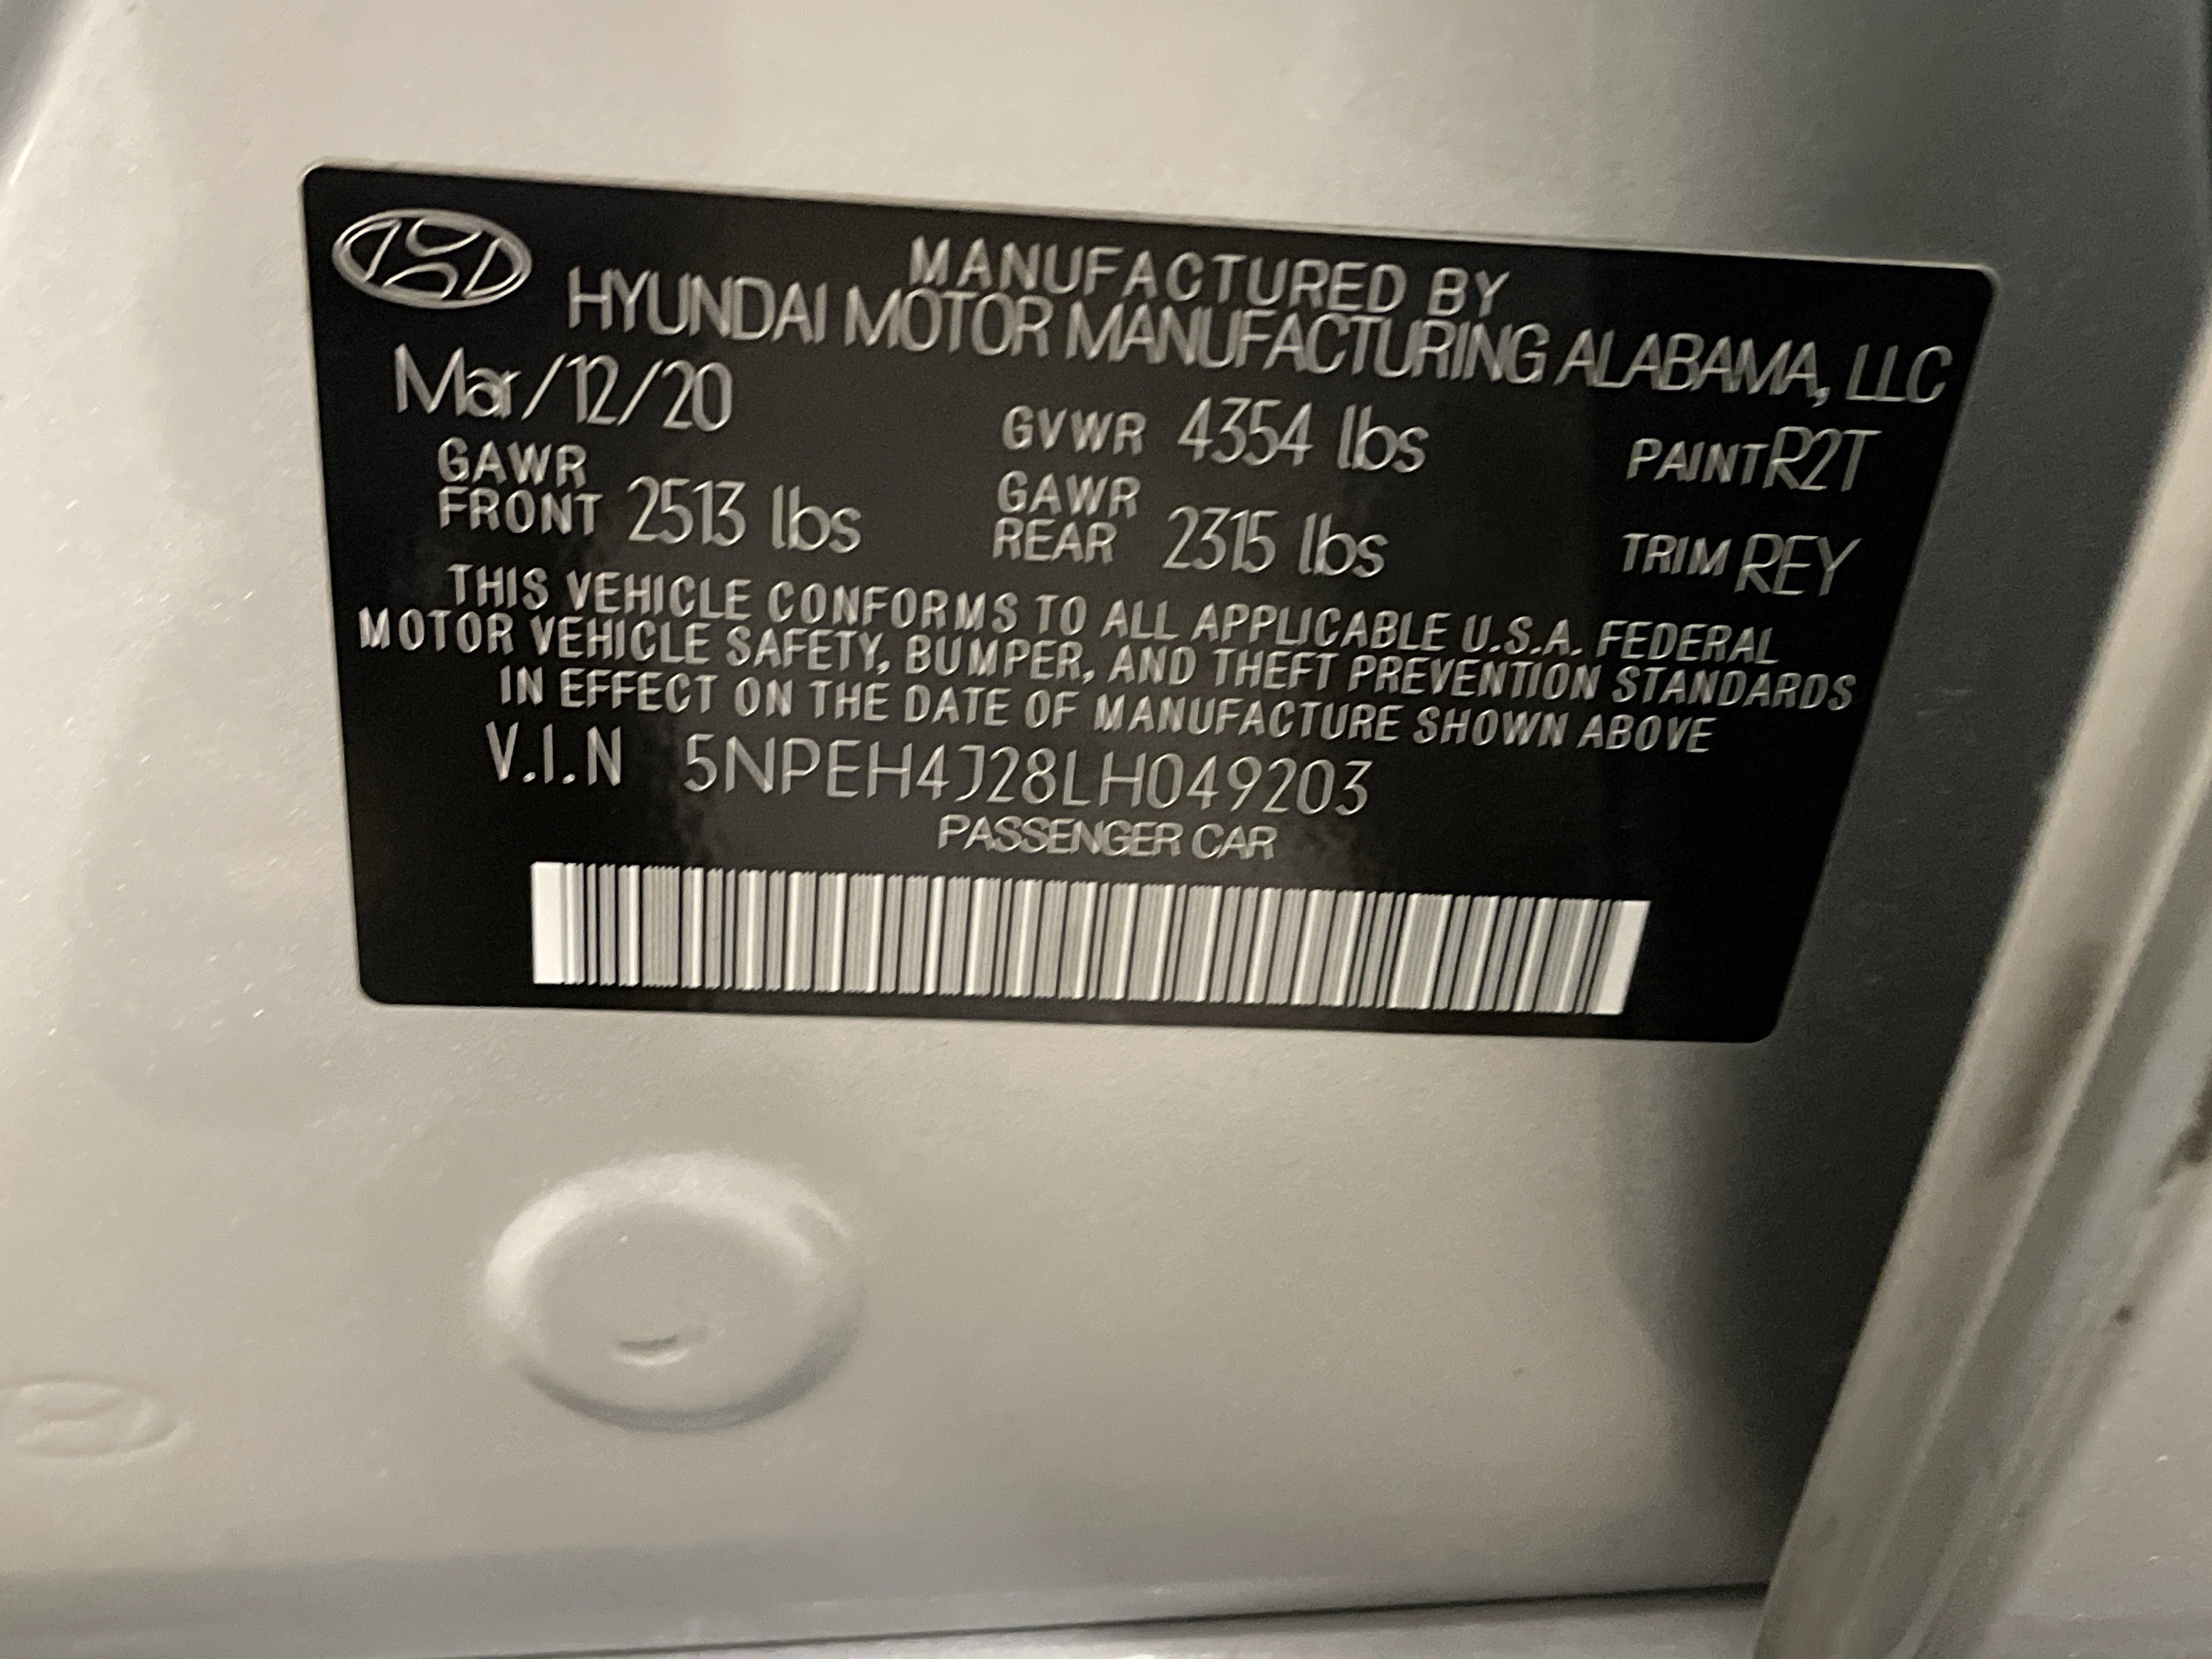 MANUFACTURED BY
HYUNDAI MOTOR MANUFACTURING ALABAMA, LLC
Mar/12/20 GVWR 4354 lbs PAINT R2T
GAWR FRONT 2513 lbs GAWR REAR 2315 lbs TRIM REY
THIS VEHICLE CONFORMS TO ALL APPLICABLE U.S.A. FEDERAL
MOTOR VEHICLE SAFETY, BUMPER, AND THEFT PREVENTION STANDARDS
IN EFFECT ON THE DATE OF MANUFACTURE SHOWN ABOVE
V.I.N 5NPEH4J28LH049203
PASSENGER CAR